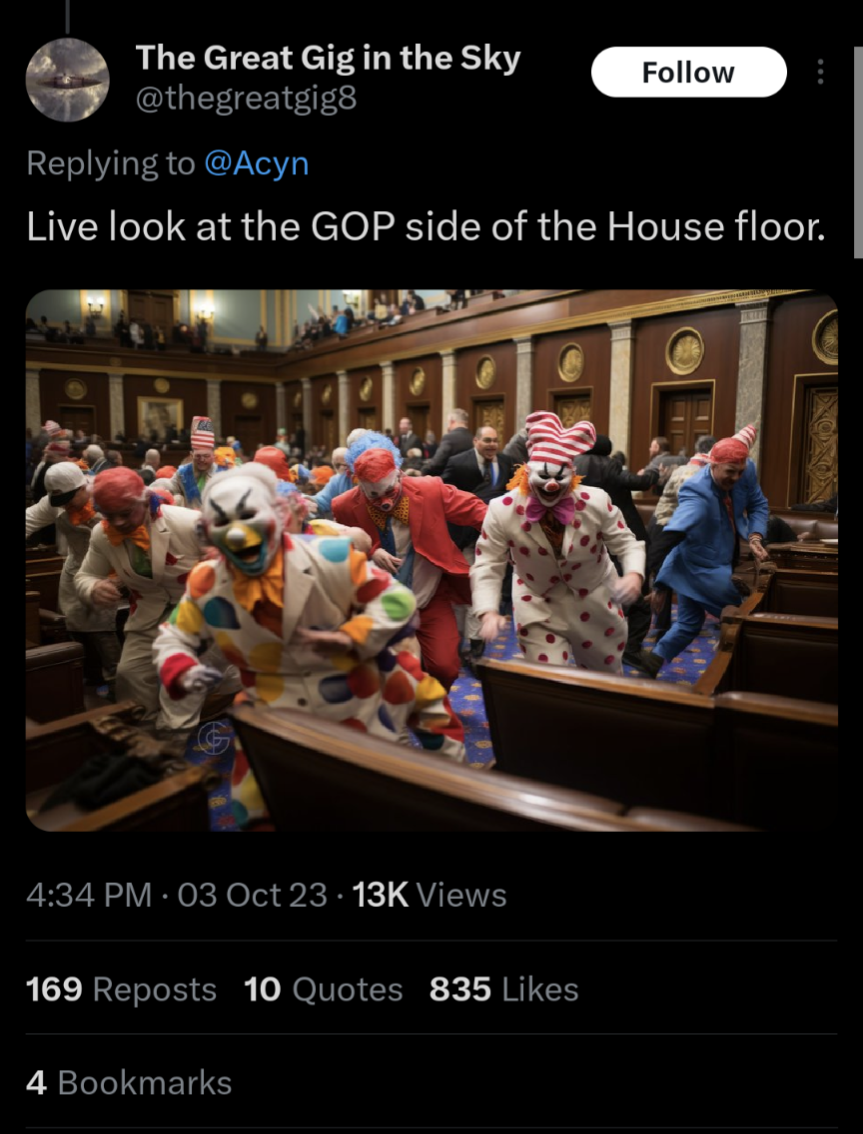 The Great Gig in the Sky
Follow
@thegreatgig8
Replying to @Acyn
Live look at the GOP side of the House floor.
4:34 PM · 03 Oct 23 · 13K Views
169 Reposts 10 Quotes 835 Likes
4 Bookmarks